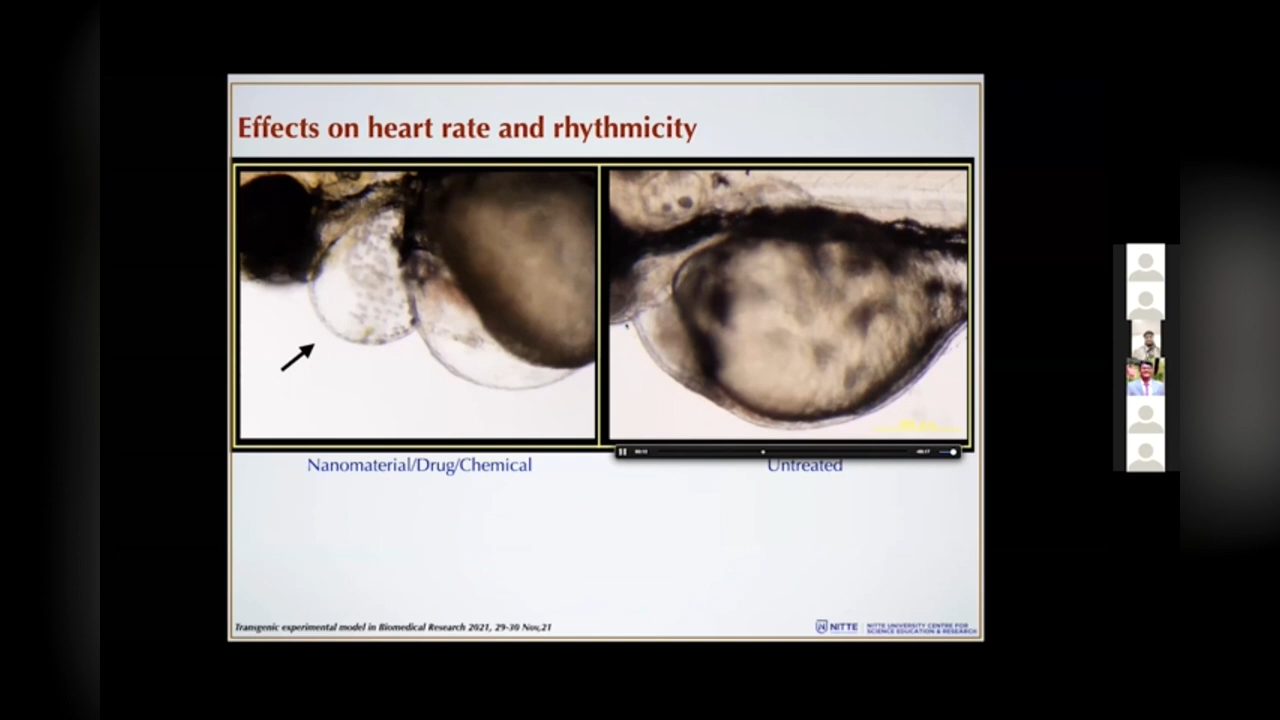 Effects on heart rate and rhythmicity
Nanomaterial/Drug/Chemical
Untreated
Transgenic experimental model in Biomedical Research 2021, 29-30 Nov,21
NITTE
NITTE UNIVERSITY CENTRE FOR
SCIENCE EDUCATION & RESEARCH